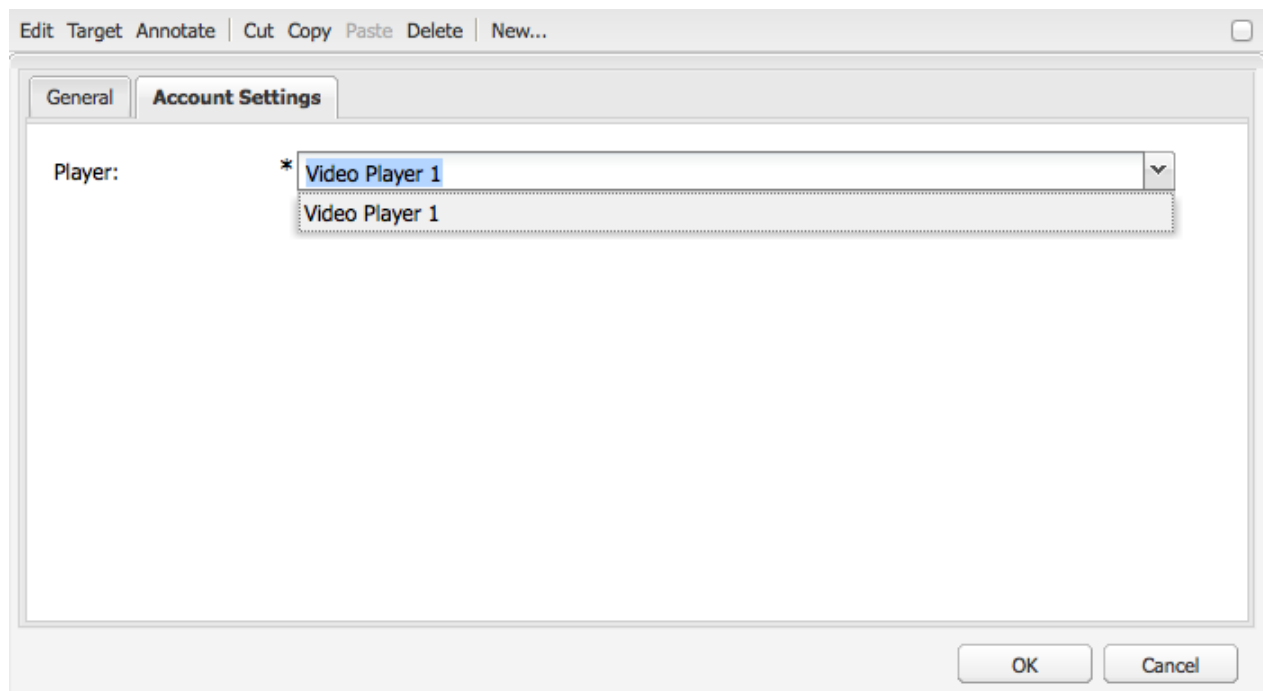 Edit Target Annotate | Cut Copy Paste Delete | New...
General Account Settings
Player: * Video Player 1
Video Player 1
OK Cancel